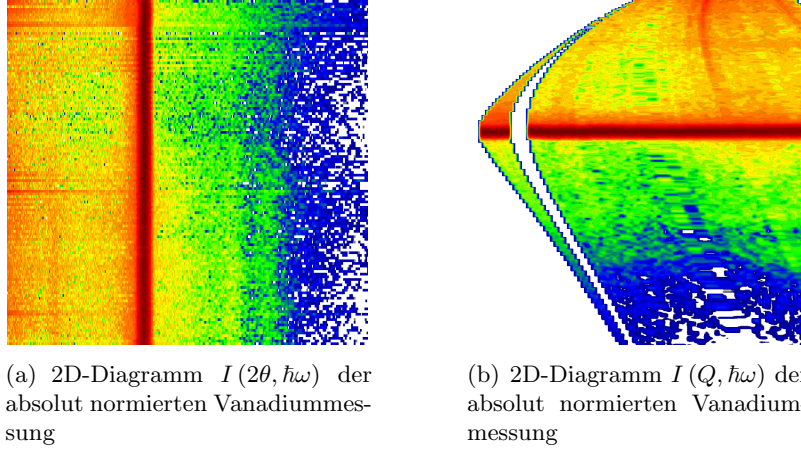 (a) 2D-Diagramm I (2θ, ℏω) der
absolut normierten Vanadiummes-
sung
(b) 2D-Diagramm I (Q, ℏω) der
absolut normierten Vanadium-
messung